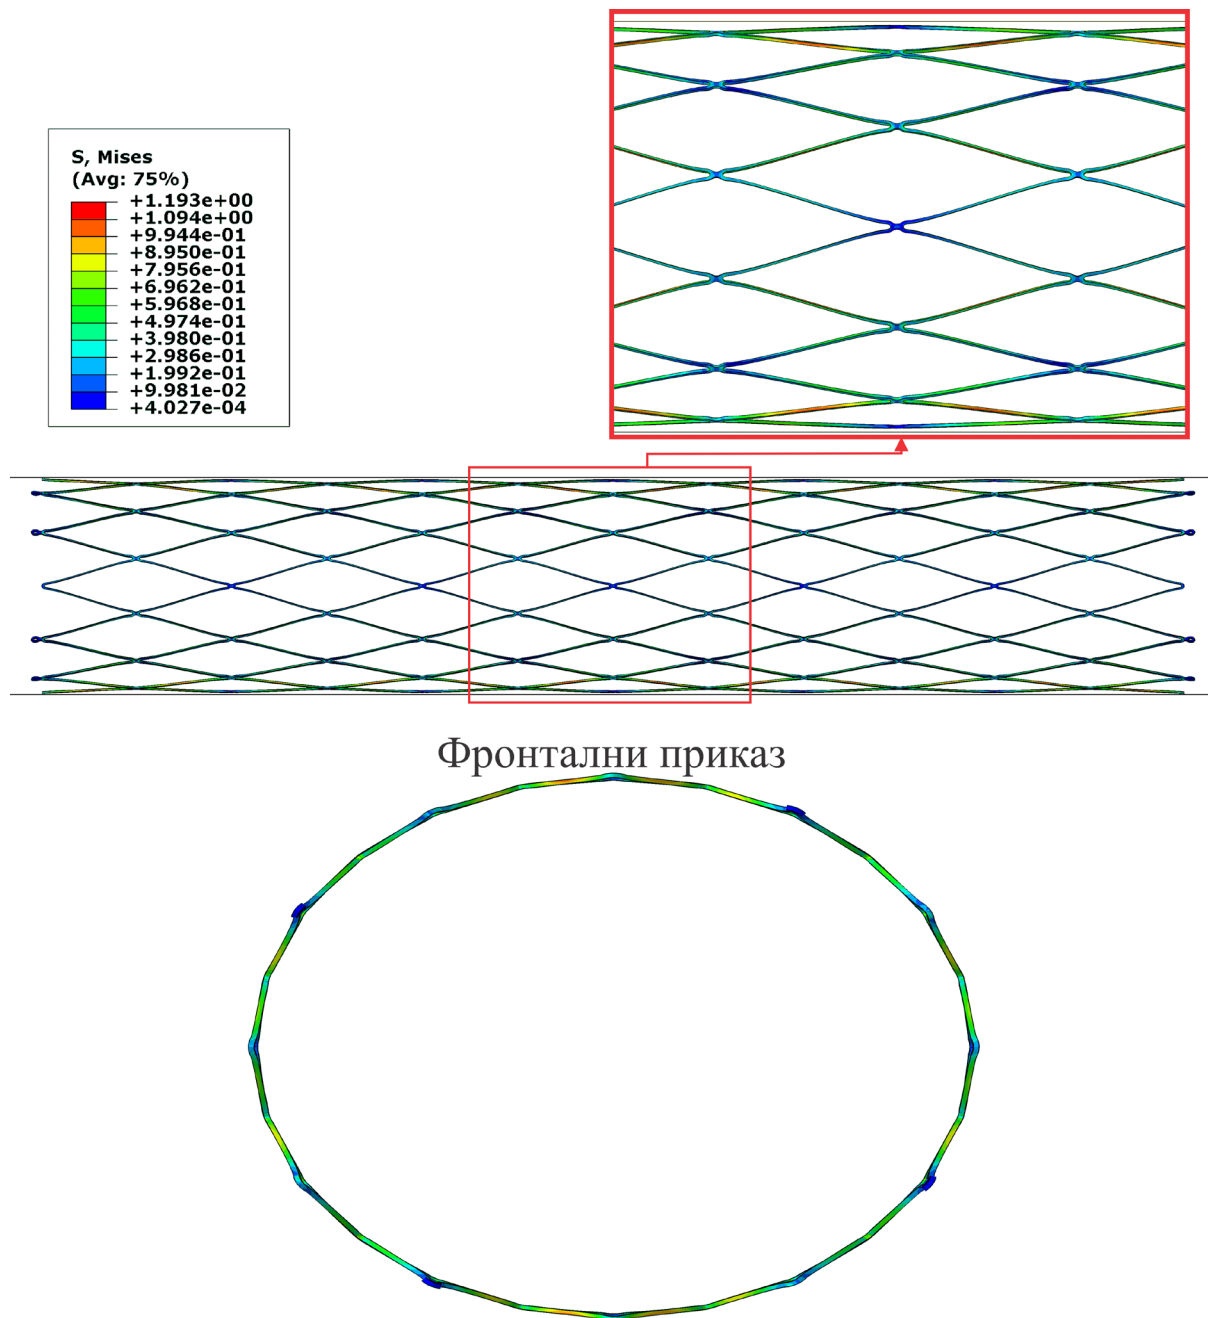 S, Mises
(Avg: 75%)
+1.193e+00
+1.094e+00
+9.944e-01
+8.950e-01
+7.956e-01
+6.962e-01
+5.968e-01
+4.974e-01
+3.980e-01
+2.986e-01
+1.992e-01
+9.981e-02
+4.027e-04
Фронтални приказ